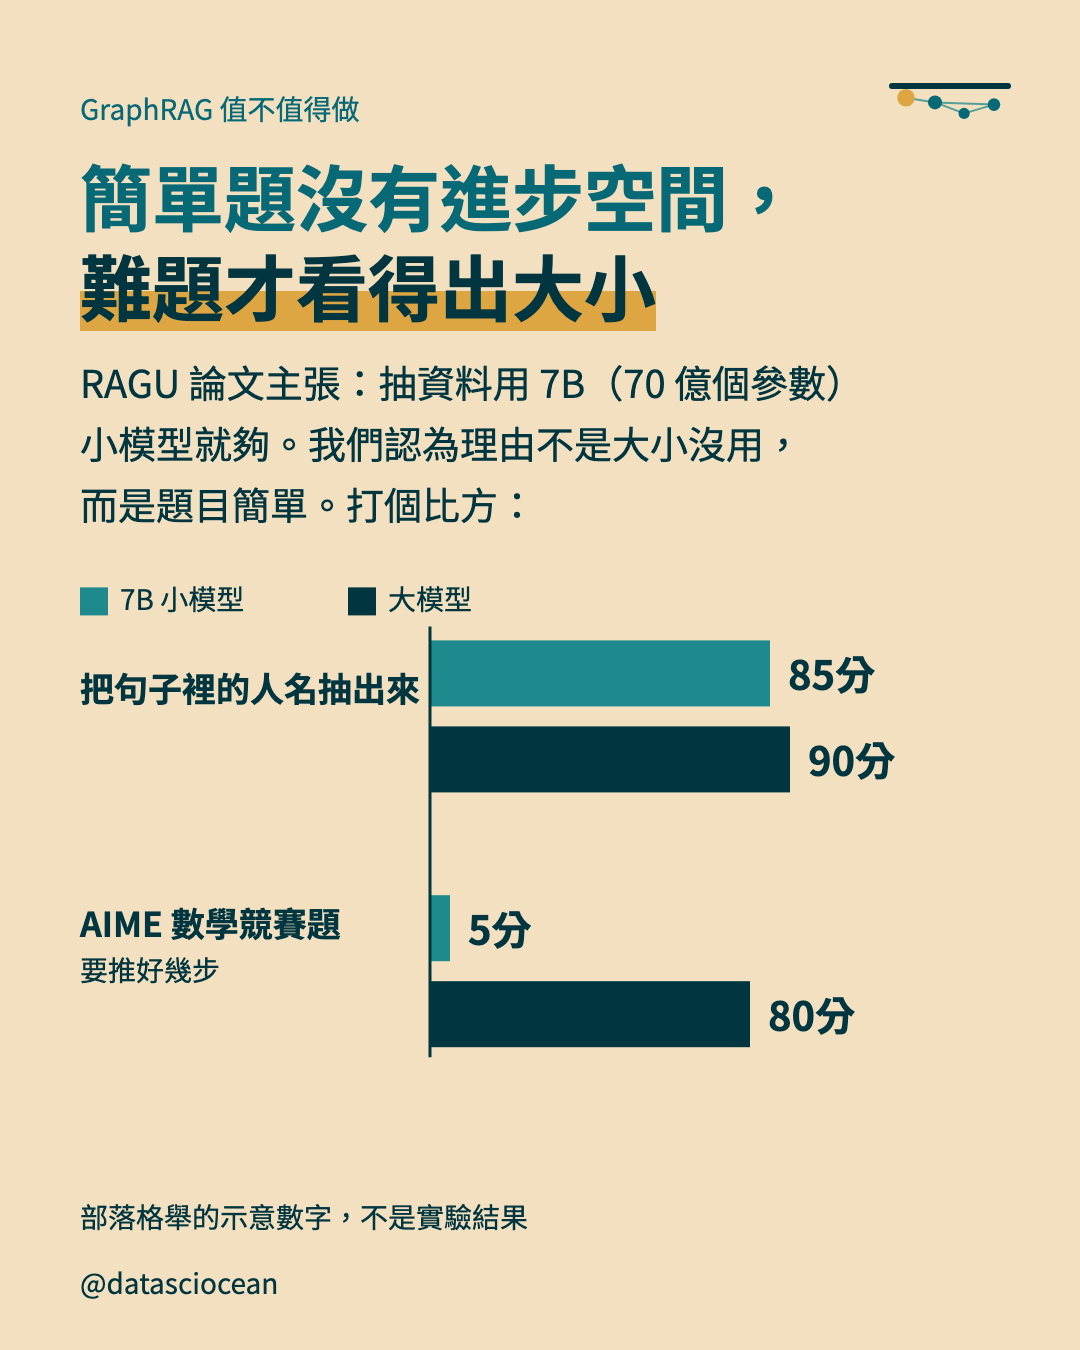 GraphRAG 值不值得做
簡單題沒有進步空間，
難題才看得出大小
RAGU 論文主張：抽資料用 7B（70 億個參數）
小模型就夠。我們認為理由不是大小沒用，
而是題目簡單。打個比方：
7B 小模型 大模型
把句子裡的人名抽出來
85分
90分
AIME 數學競賽題
要推好幾步
5分
80分
部落格舉的示意數字，不是實驗結果
@datasciocean